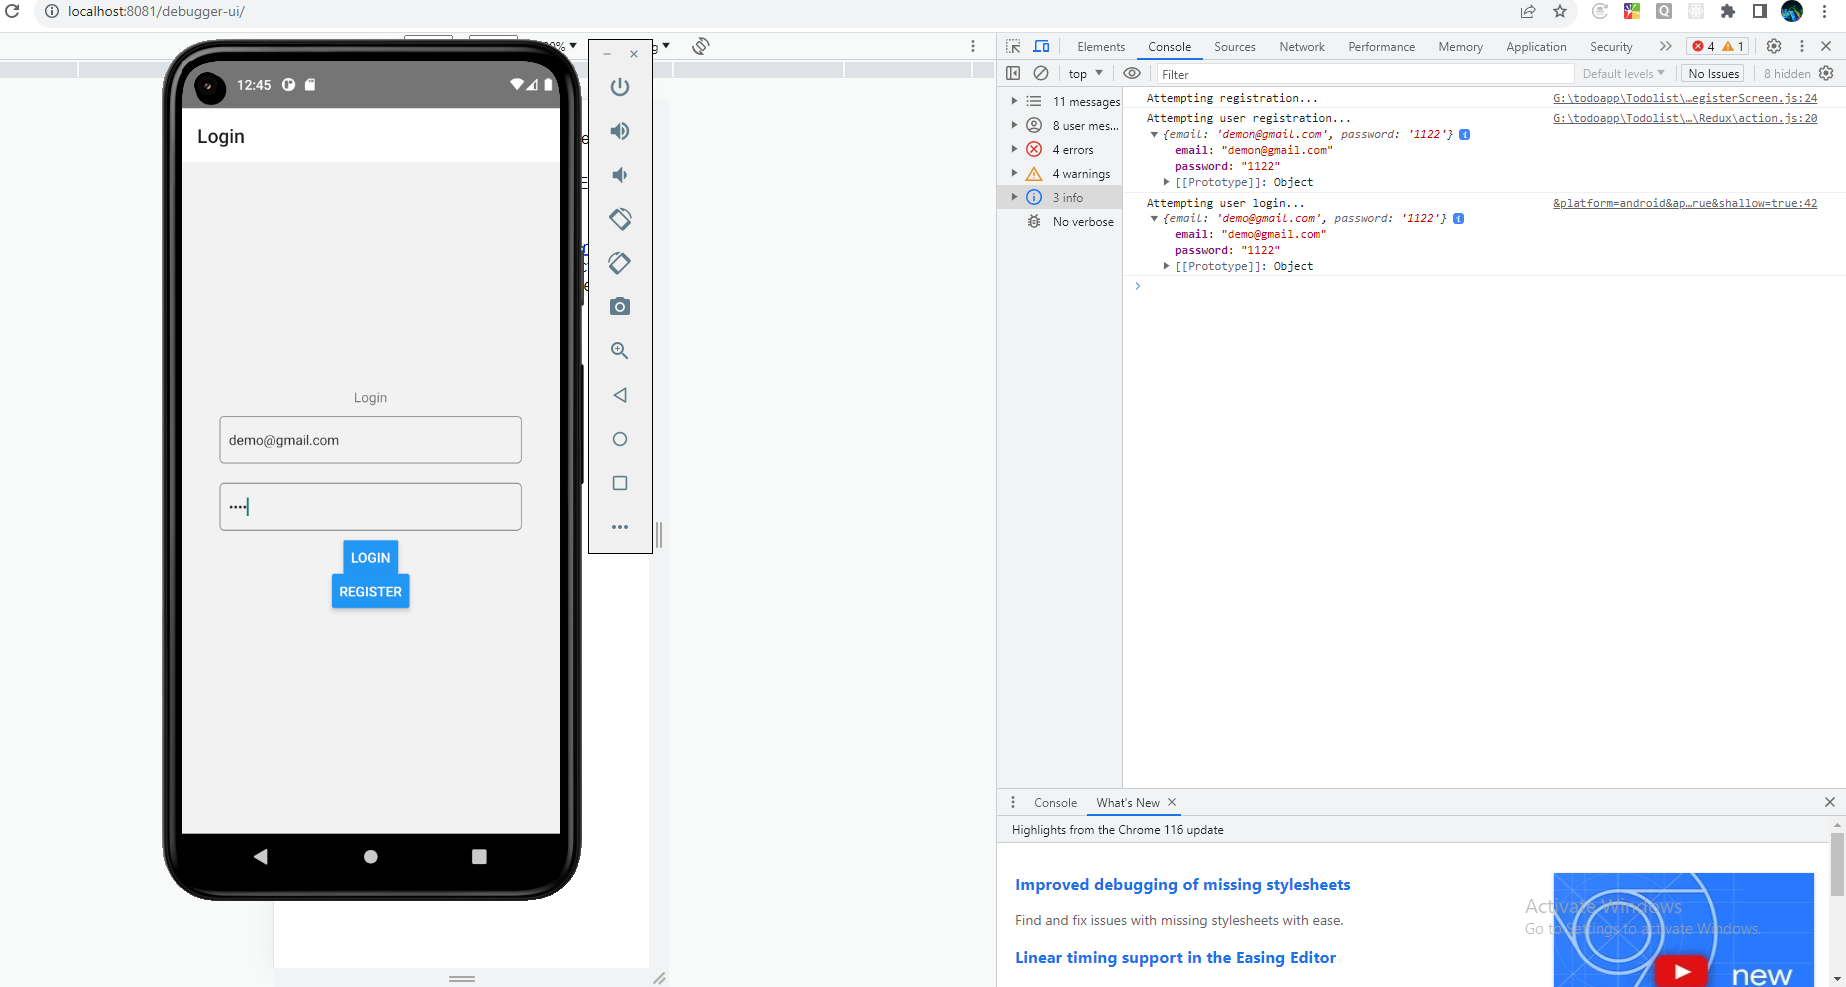 localhost:8081/debugger-ui/
12:45
Login
Login
demo@gmail.com
••••
LOGIN
REGISTER
Elements Console Sources Network Performance Memory Application Security 4 1
top Filter Default levels No Issues 8 hidden
11 messages
8 user mes...
4 errors
4 warnings
3 info
No verbose
Attempting registration... G:\todoapp\Todolist\…egisterScreen.js:24
Attempting user registration... G:\todoapp\Todolist\…\Redux\action.js:20
{email: 'demon@gmail.com', password: '1122'}
email: "demon@gmail.com"
password: "1122"
[[Prototype]]: Object
Attempting user login... &platform=android&ap…rue&shallow=true:42
{email: 'demo@gmail.com', password: '1122'}
email: "demo@gmail.com"
password: "1122"
[[Prototype]]: Object
Console What's New
Highlights from the Chrome 116 update
Improved debugging of missing stylesheets
Find and fix issues with missing stylesheets with ease.
Linear timing support in the Easing Editor
Activate Windows
Go to Settings to activate Windows.
new